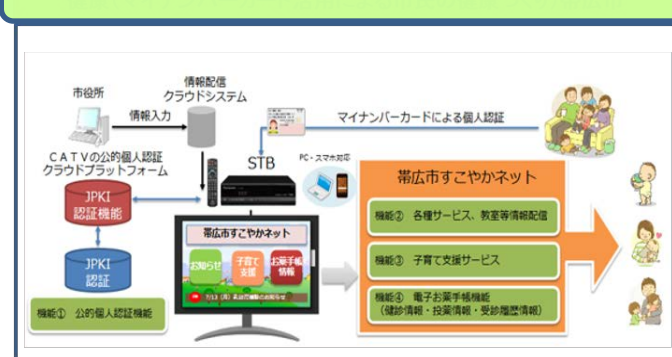 市役所
情報入力
情報配信
クラウドシステム
マイナンバーカードによる個人認証
CATVの公的個人認証
クラウドプラットフォーム
STB
PC・スマホ対応
JPKI
認証機能
JPKI
認証
機能① 公的個人認証機能
帯広市すこやかネット
お知らせ
子育て
支援
お薬手帳
情報
帯広市すこやかネット
機能② 各種サービス、教室等情報配信
機能③ 子育て支援サービス
機能④ 電子お薬手帳機能
(健診情報・投薬情報・受診履歴情報)